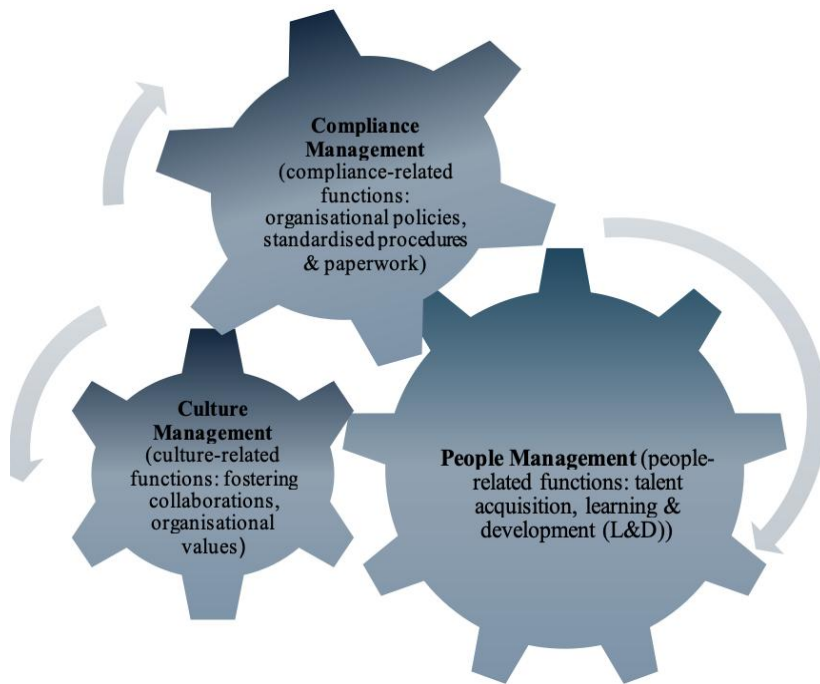 Compliance
Management
(compliance-related
functions:
organisational policies,
standardised procedures
& paperwork)
Culture
Management
(culture-related
functions: fostering
collaborations,
organisational
values)
People Management (people-
related functions: talent
acquisition, learning &
development (L&D))